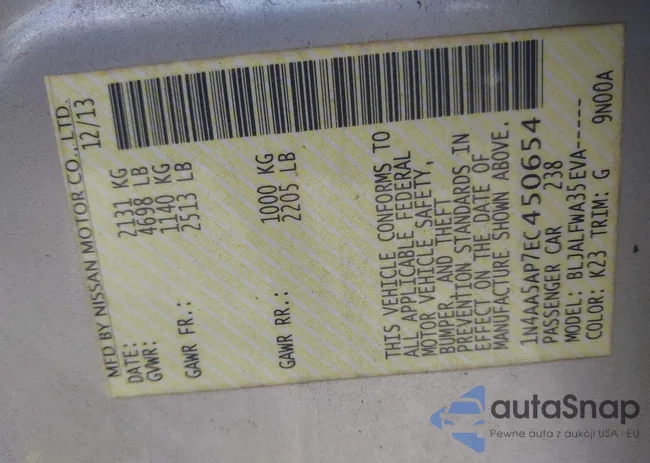 MFD BY NISSAN MOTOR CO., LTD.
DATE: 12/13
GVWR: 2131 KG
4698 LB
GAWR FR.: 1140 KG
2513 LB
GAWR RR.: 1000 KG
2205 LB
THIS VEHICLE CONFORMS TO
ALL APPLICABLE FEDERAL
MOTOR VEHICLE SAFETY,
BUMPER, AND THEFT
PREVENTION STANDARDS IN
EFFECT ON THE DATE OF
MANUFACTURE SHOWN ABOVE.
1N4AA5AP7EC450654
PASSENGER CAR 238
MODEL: BLJALFWA35EVA-----
COLOR: K23 TRIM: G 9N00A
autaSnap
Pewne auta z aukcji USA i EU